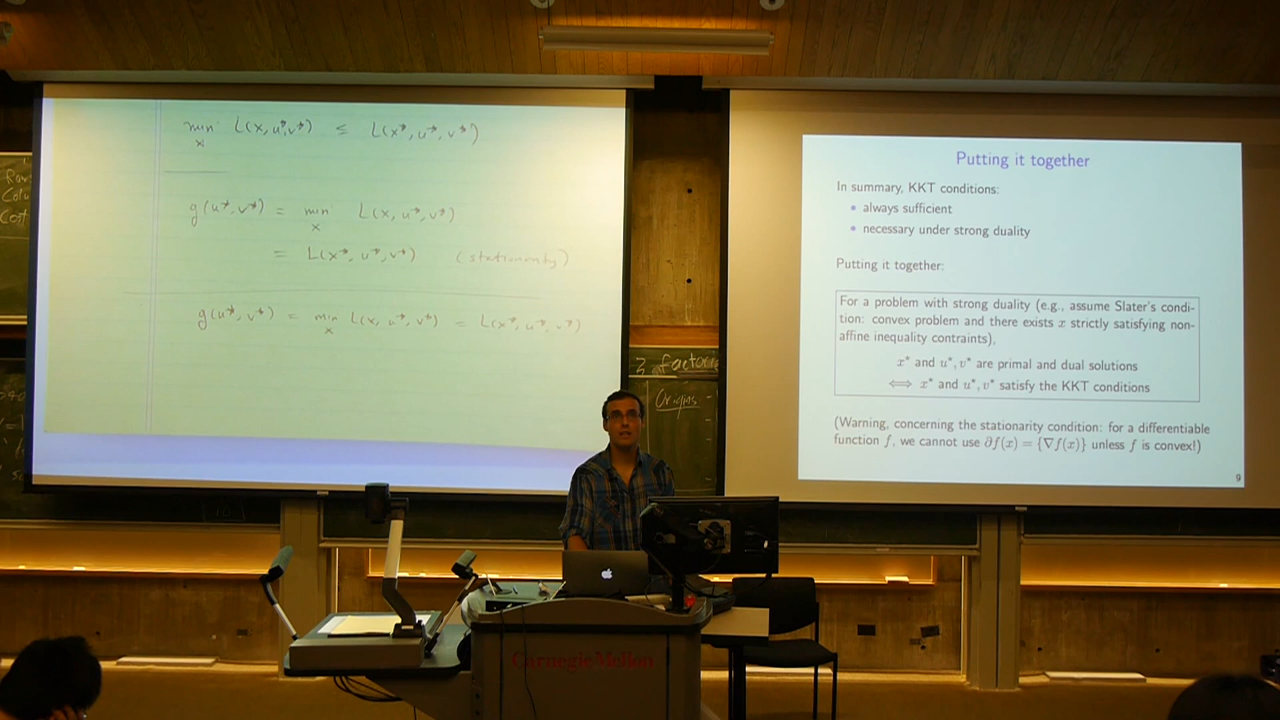 min L(x, u*, v*) ≤ L(x*, u*, v*)
x
g(u*, v*) = min L(x, u*, v*)
x
= L(x*, u*, v*) (stationarity)
g(u*, v*) = min L(x, u*, v*) = L(x*, u*, v*)
x
Putting it together
In summary, KKT conditions:
• always sufficient
• necessary under strong duality
Putting it together:
For a problem with strong duality (e.g., assume Slater's condi-
tion: convex problem and there exists x strictly satisfying non-
affine inequality contraints),
x* and u*, v* are primal and dual solutions
⟺ x* and u*, v* satisfy the KKT conditions
(Warning, concerning the stationarity condition: for a differentiable
function f, we cannot use ∂f(x) = {∇f(x)} unless f is convex!)
9
Cost
Origins
Carnegie Mellon